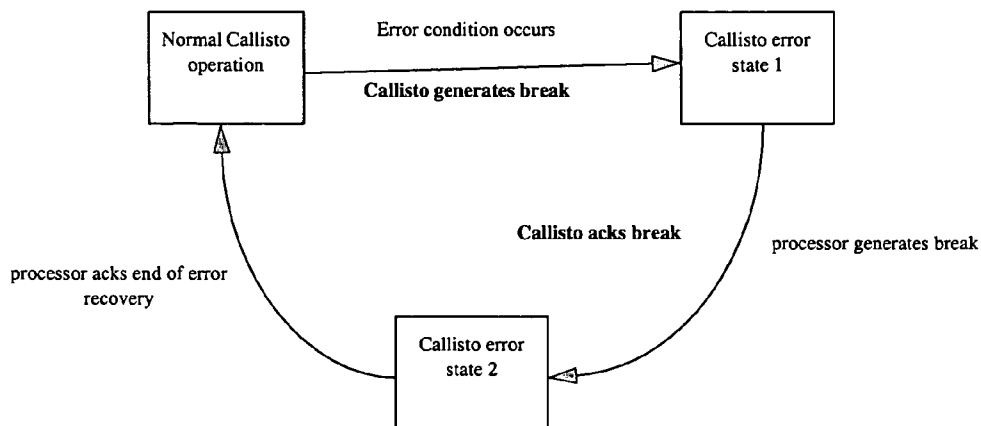 Normal Callisto
operation
Error condition occurs
Callisto generates break
Callisto error
state 1
Callisto acks break
processor generates break
processor acks end of error
recovery
Callisto error
state 2